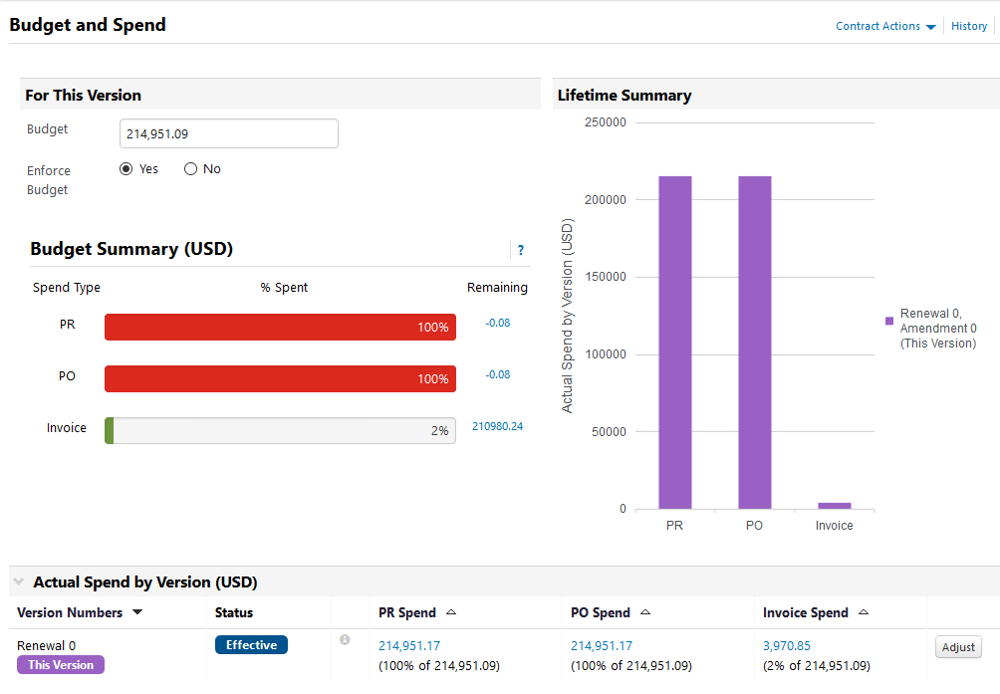 Budget and Spend
Contract Actions
History
For This Version
Budget
214,951.09
Enforce
Budget
Yes
No
Budget Summary (USD)
?
Spend Type
% Spent
Remaining
PR
100%
-0.08
PO
100%
-0.08
Invoice
2%
210980.24
Lifetime Summary
Actual Spend by Version (USD)
250000
200000
150000
100000
50000
0
PR
PO
Invoice
Renewal 0,
Amendment 0
(This Version)
Actual Spend by Version (USD)
Version Numbers
Status
PR Spend
PO Spend
Invoice Spend
Renewal 0
This Version
Effective
214,951.17
(100% of 214,951.09)
214,951.17
(100% of 214,951.09)
3,970.85
(2% of 214,951.09)
Adjust